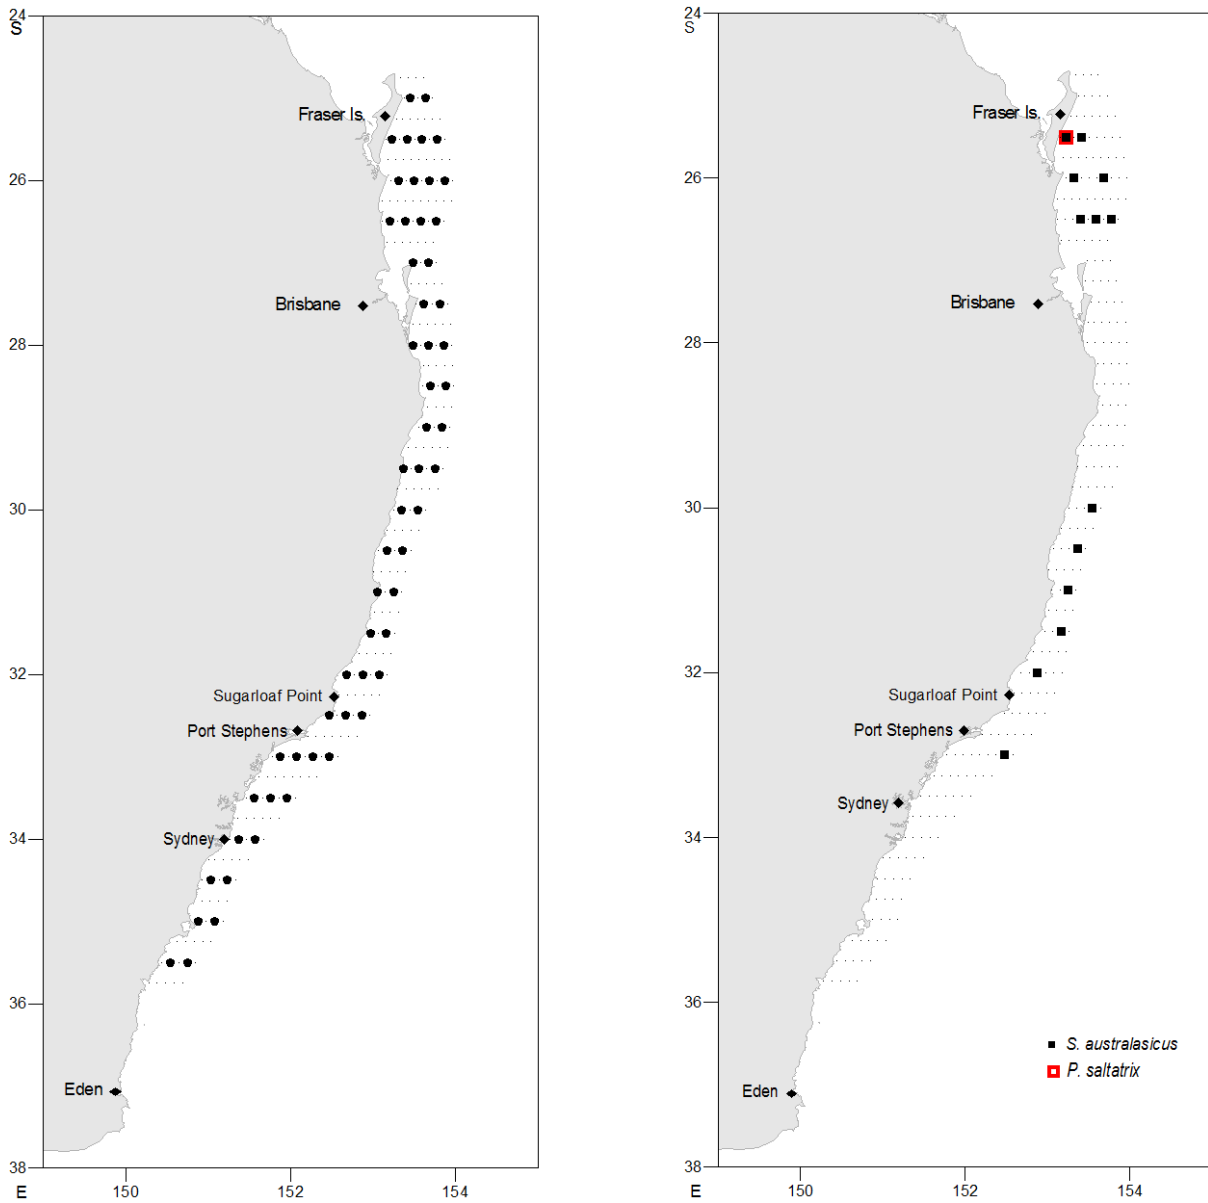 24
S
Fraser Is.
26
Brisbane
28
30
32
Sugarloaf Point
Port Stephens
Sydney
34
36
Eden
38
E
150
152
154
24
S
Fraser Is.
26
Brisbane
28
30
32
Sugarloaf Point
Port Stephens
Sydney
34
36
S. australasicus
P. saltatrix
Eden
38
E
150
152
154